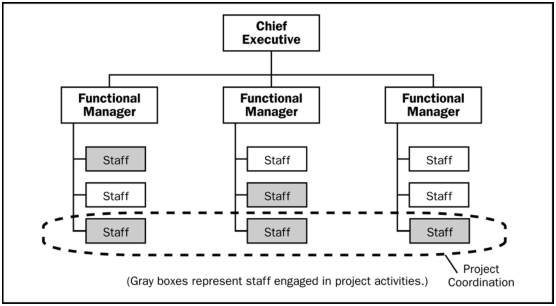 Chief
Executive
Functional
Manager
Functional
Manager
Functional
Manager
Staff
Staff
Staff
Staff
Staff
Staff
Staff
Staff
Staff
(Gray boxes represent staff engaged in project activities.)
Project
Coordination